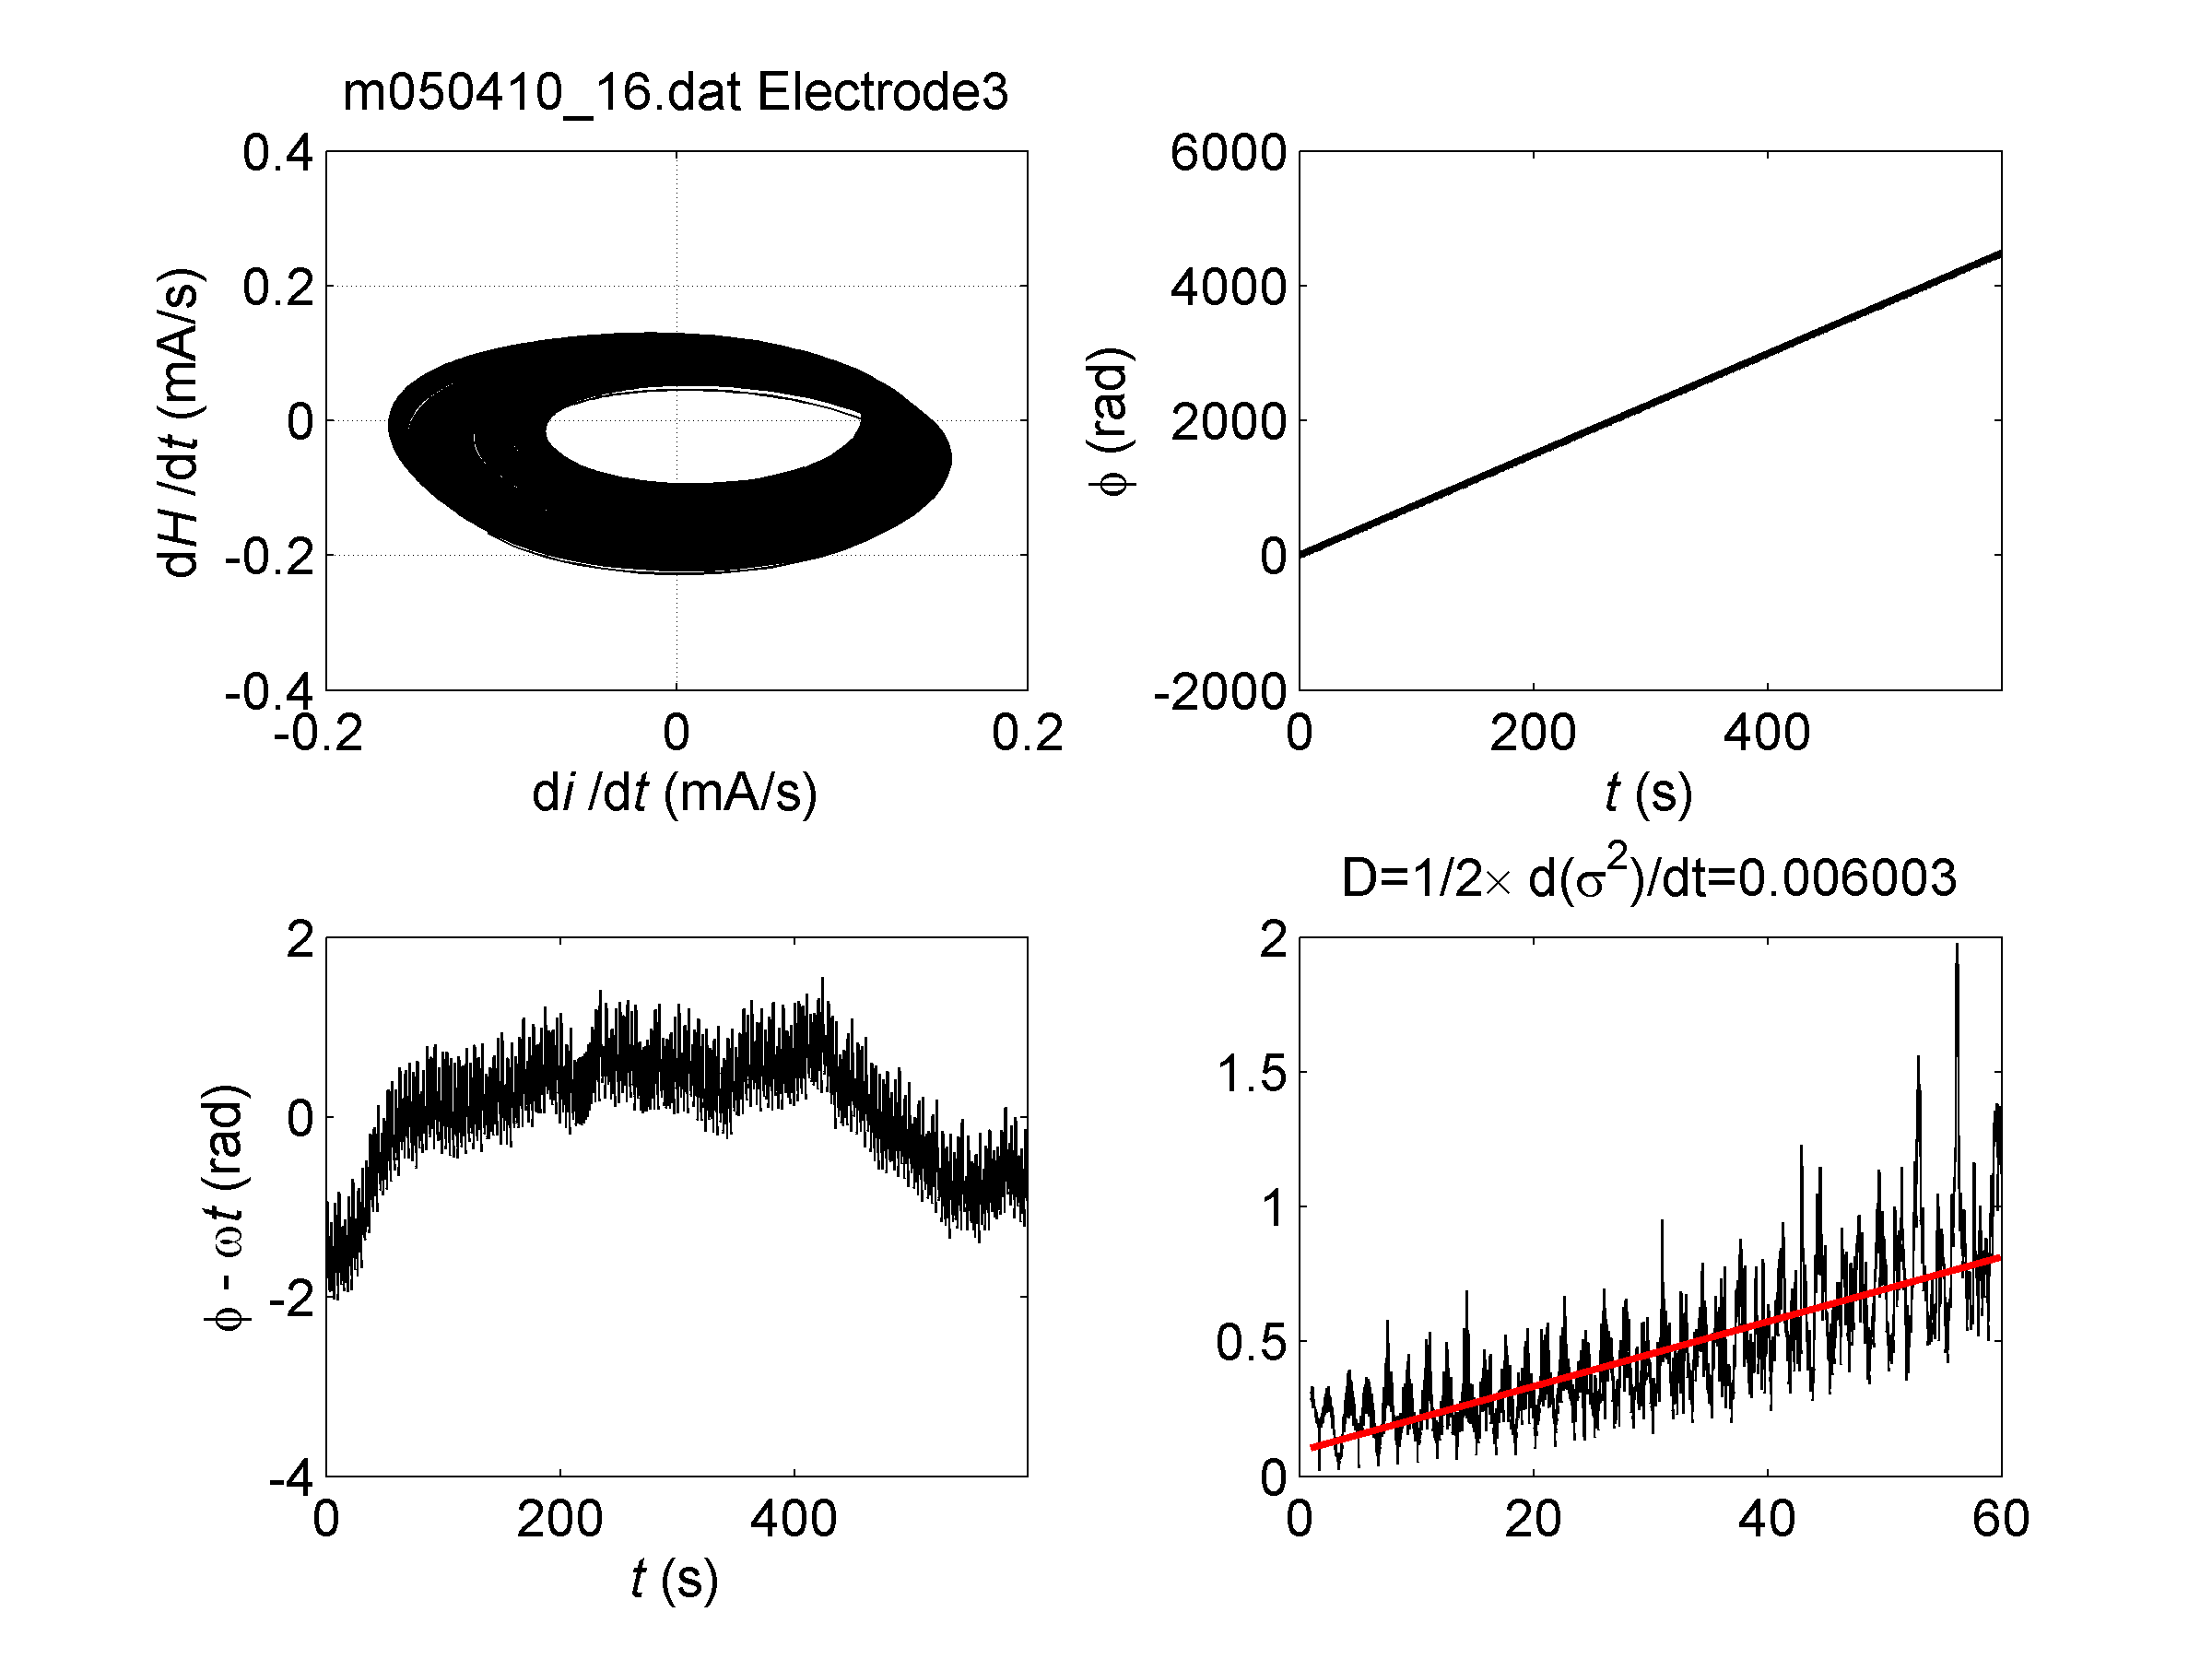 m050410_16.dat Electrode3
0.4
0.2
0
-0.2
-0.4
-0.2 0 0.2
dH /dt (mA/s)
di /dt (mA/s)
6000
4000
2000
0
-2000
0 200 400
ϕ (rad)
t (s)
2
0
-2
-4
0 200 400
ϕ - ωt (rad)
t (s)
D=1/2× d(σ²)/dt=0.006003
2
1.5
1
0.5
0
0 20 40 60